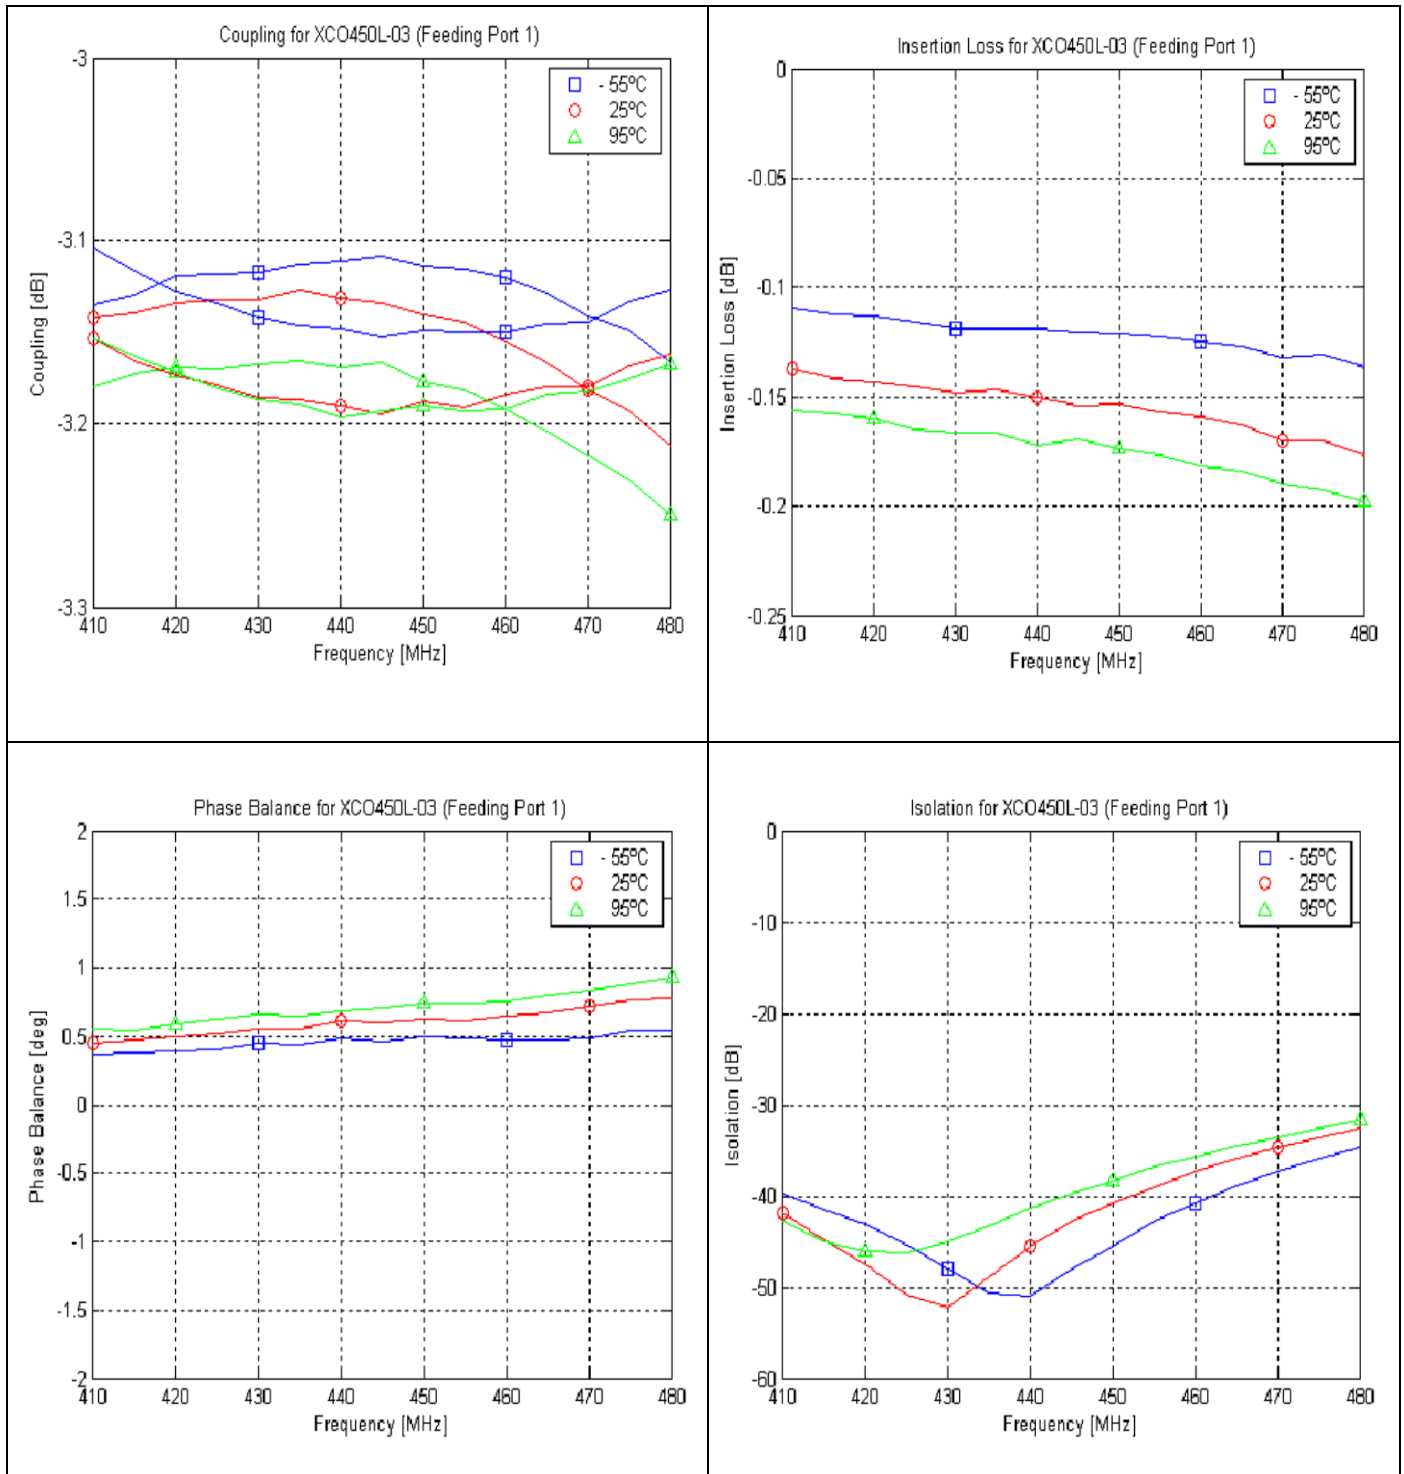 Coupling for XCO450L-03 (Feeding Port 1)
-3
-3.1
-3.2
-3.3
Coupling [dB]
- 55ºC
25ºC
95ºC
410 420 430 440 450 460 470 480
Frequency [MHz]
Insertion Loss for XCO450L-03 (Feeding Port 1)
0
-0.05
-0.1
-0.15
-0.2
-0.25
Insertion Loss [dB]
- 55ºC
25ºC
95ºC
410 420 430 440 450 460 470 480
Frequency [MHz]
Phase Balance for XCO450L-03 (Feeding Port 1)
2
1.5
1
0.5
0
-0.5
-1
-1.5
-2
Phase Balance [deg]
- 55ºC
25ºC
95ºC
410 420 430 440 450 460 470 480
Frequency [MHz]
Isolation for XCO450L-03 (Feeding Port 1)
0
-10
-20
-30
-40
-50
-60
Isolation [dB]
- 55ºC
25ºC
95ºC
410 420 430 440 450 460 470 480
Frequency [MHz]